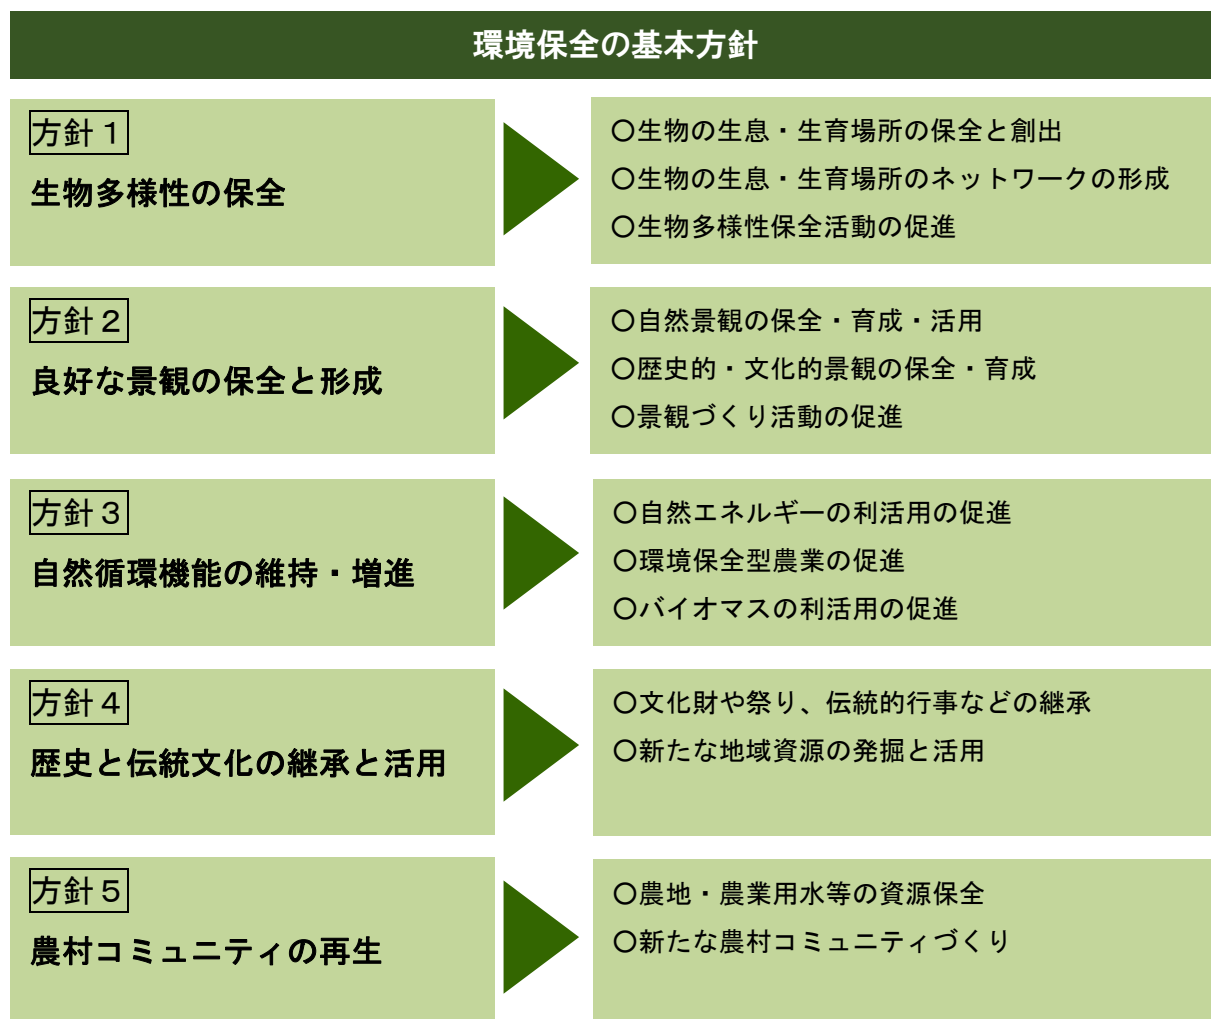 環境保全の基本方針
方針１
生物多様性の保全
〇生物の生息・生育場所の保全と創出
〇生物の生息・生育場所のネットワークの形成
〇生物多様性保全活動の促進
方針２
良好な景観の保全と形成
〇自然景観の保全・育成・活用
〇歴史的・文化的景観の保全・育成
〇景観づくり活動の促進
方針３
自然循環機能の維持・増進
〇自然エネルギーの利活用の促進
〇環境保全型農業の促進
〇バイオマスの利活用の促進
方針４
歴史と伝統文化の継承と活用
〇文化財や祭り、伝統的行事などの継承
〇新たな地域資源の発掘と活用
方針５
農村コミュニティの再生
〇農地・農業用水等の資源保全
〇新たな農村コミュニティづくり